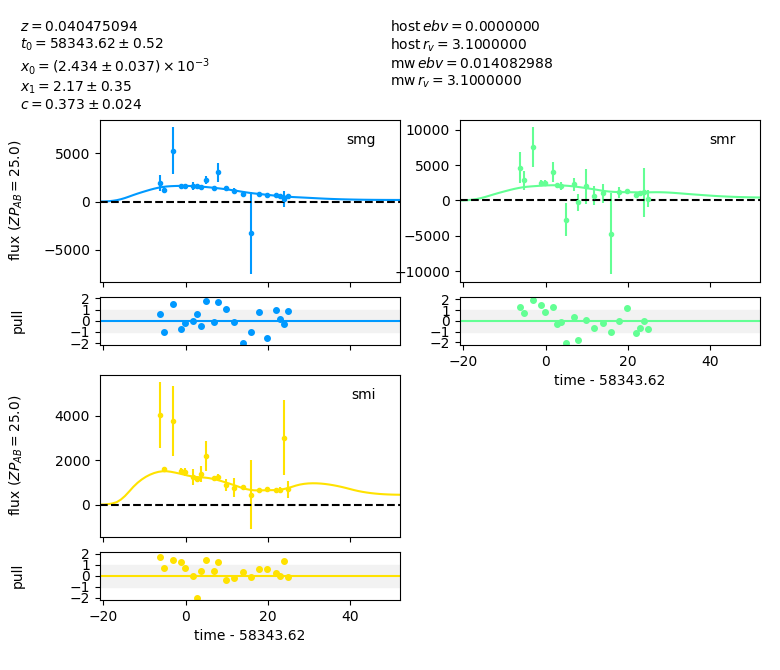 z = 0.040475094
t₀ = 58343.62 ± 0.52
x₀ = (2.434 ± 0.037) × 10⁻³
x₁ = 2.17 ± 0.35
c = 0.373 ± 0.024
host ebv = 0.0000000
host r_v = 3.1000000
mw ebv = 0.014082988
mw r_v = 3.1000000
flux (ZP_AB = 25.0)
5000
0
−5000
smg
10000
5000
0
−5000
−10000
smr
pull
2
1
0
−1
−2
2
1
0
−1
−2
−20
0
20
40
time - 58343.62
flux (ZP_AB = 25.0)
4000
2000
0
smi
pull
2
1
0
−1
−2
−20
0
20
40
time - 58343.62